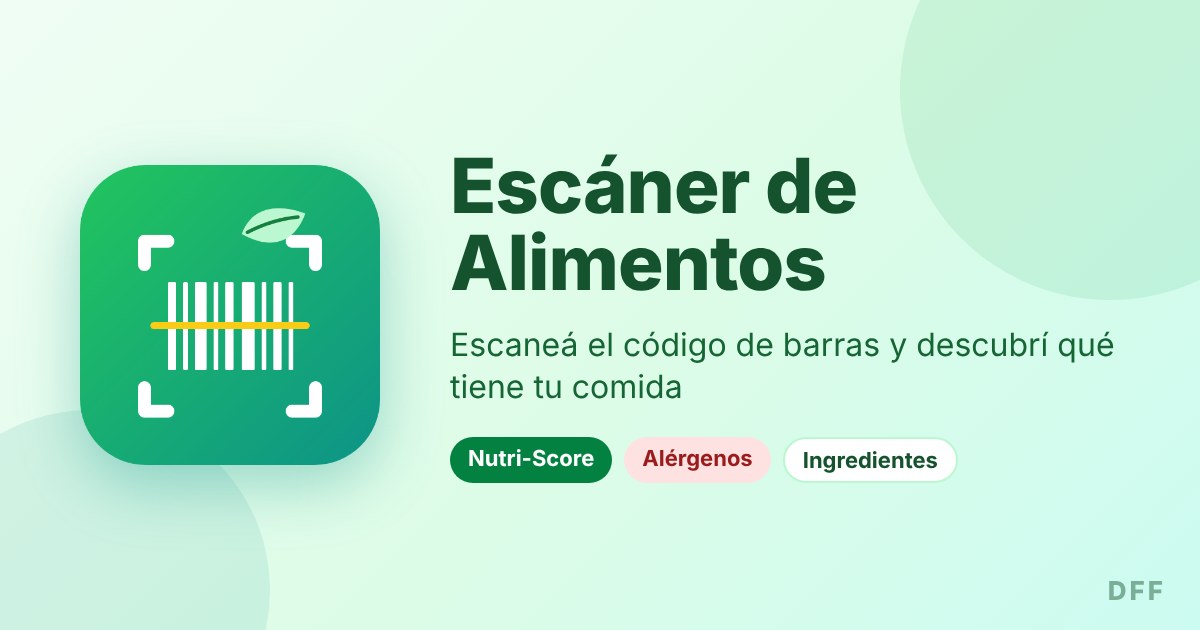 Escáner de
Alimentos
Escaneá el código de barras y descubrí qué
tiene tu comida
Nutri-Score Alérgenos Ingredientes
DFF